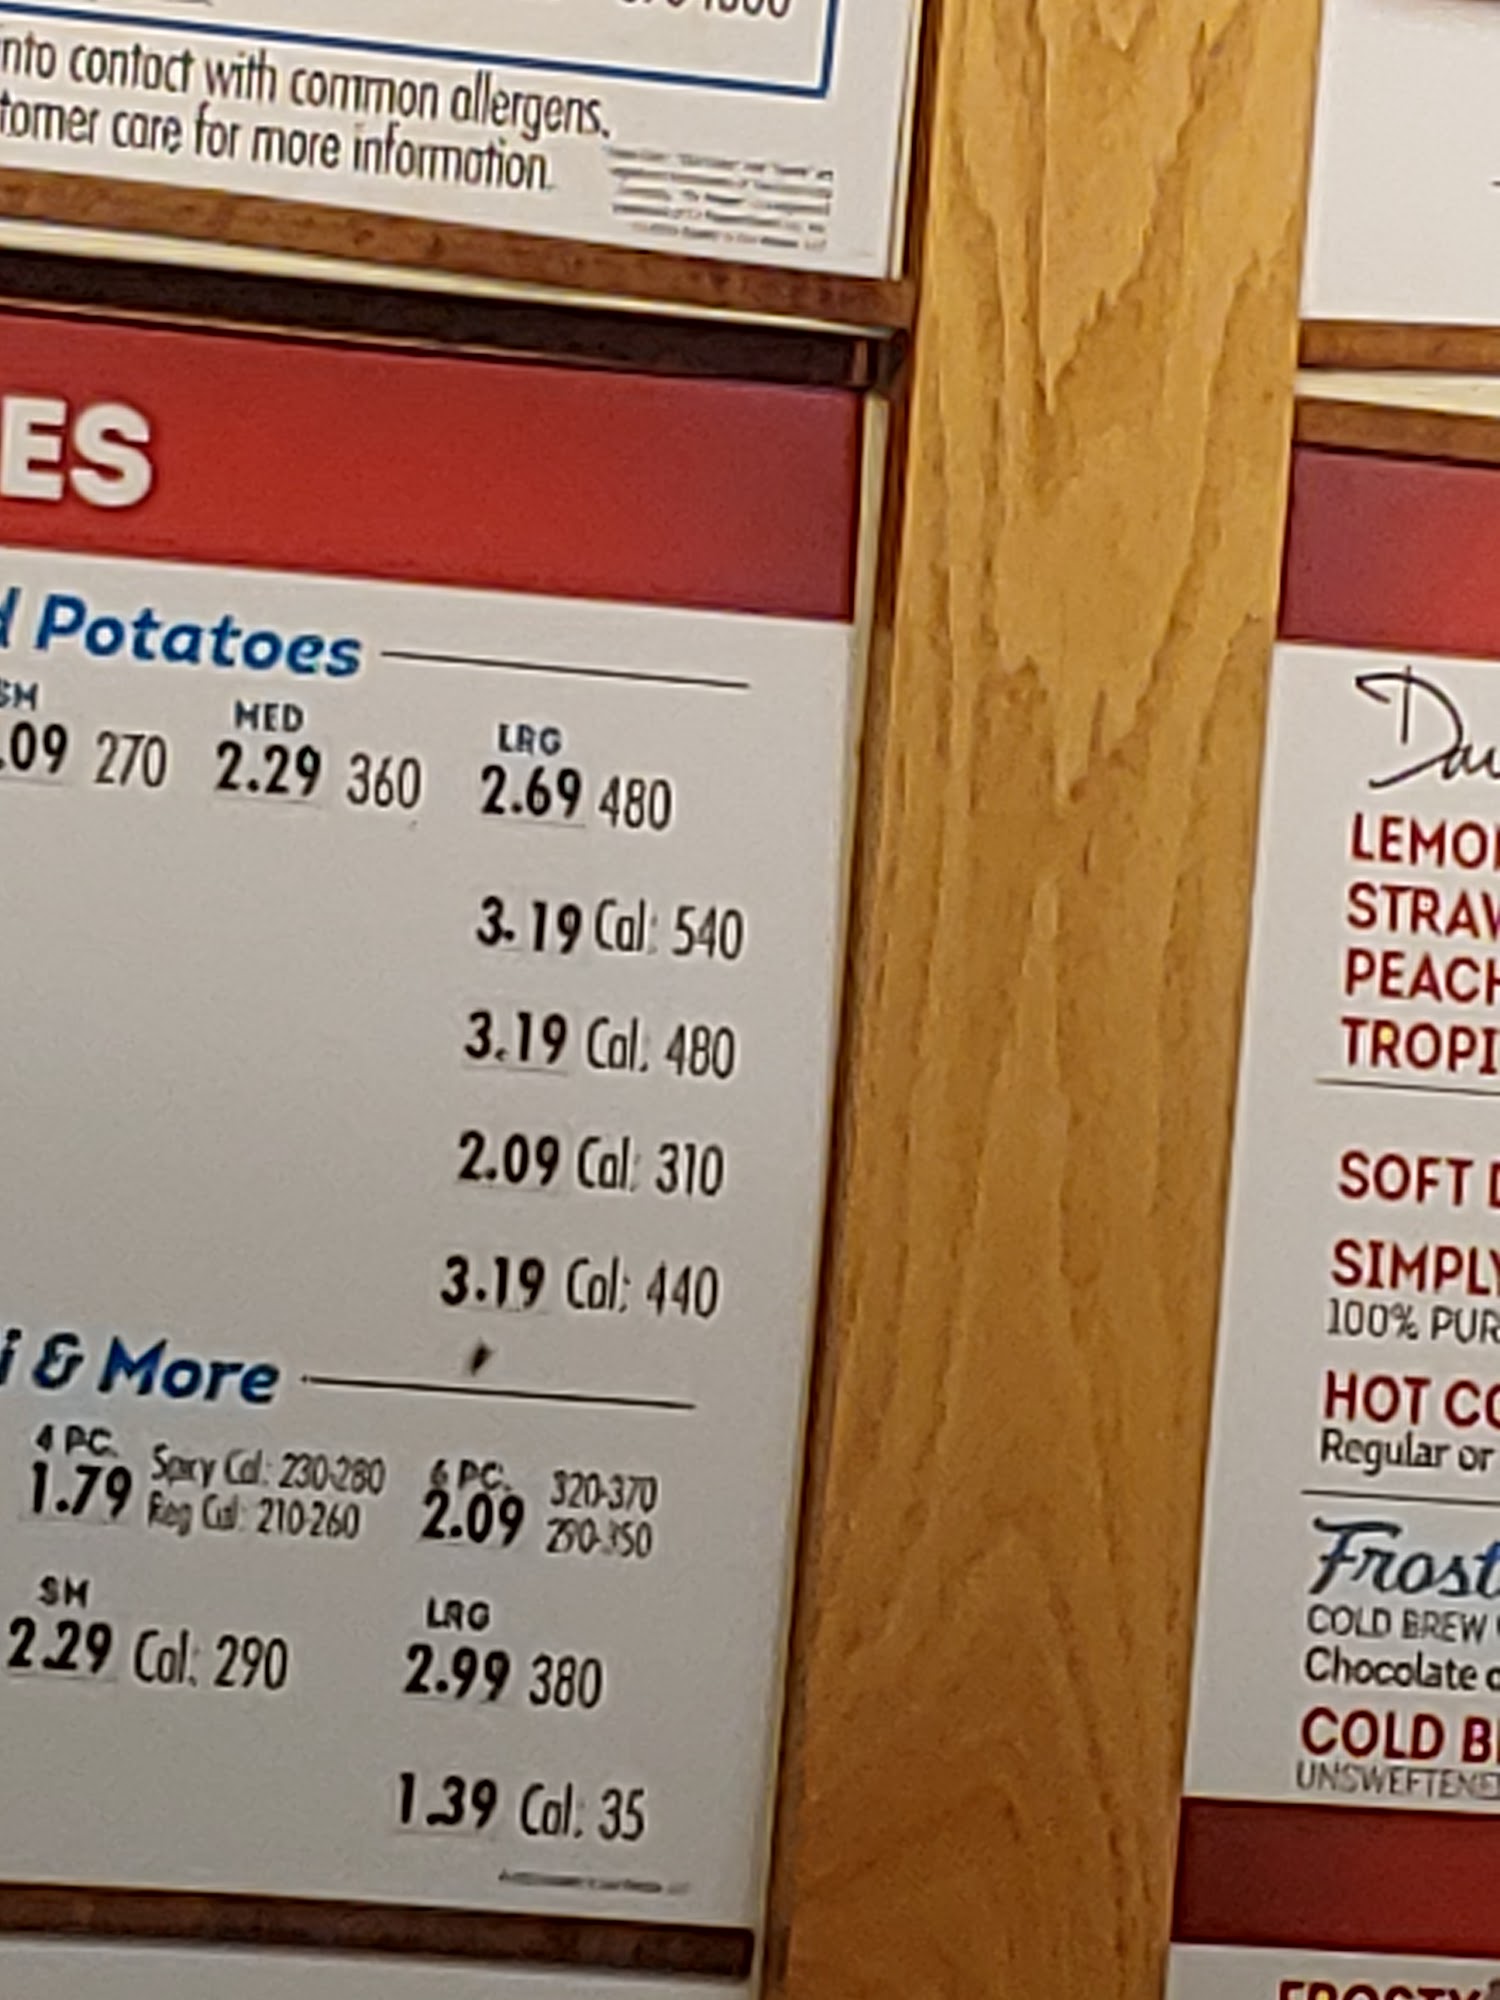 nto contact with common allergens.
tomer care for more information.
ES
d Potatoes
SM MED LRG
.09 270 2.29 360 2.69 480
3.19 Cal: 540
3.19 Cal: 480
2.09 Cal: 310
3.19 Cal: 440
i & More
4 PC. 6 PC.
1.79 Spicy Cal: 230-280 2.09 320-370
Reg Cal: 210-260 290-350
SM LRG
2.29 Cal: 290 2.99 380
1.39 Cal: 35
Dav
LEMO
STRAW
PEACH
TROPI
SOFT D
SIMPLY
100% PUR
HOT CO
Regular or
Frost
COLD BREW
Chocolate o
COLD B
UNSWEETENE
FROSTY